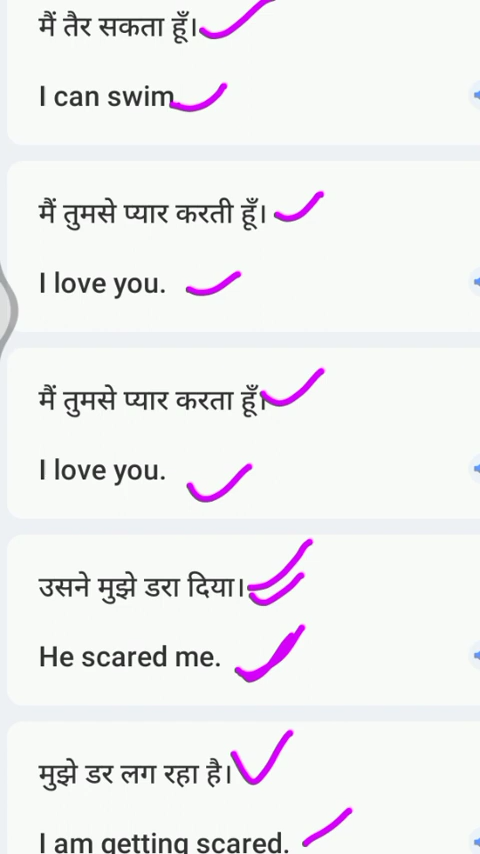 मैं तैर सकता हूँ।
I can swim.
मैं तुमसे प्यार करती हूँ।
I love you.
मैं तुमसे प्यार करता हूँ।
I love you.
उसने मुझे डरा दिया।
He scared me.
मुझे डर लग रहा है।
I am getting scared.